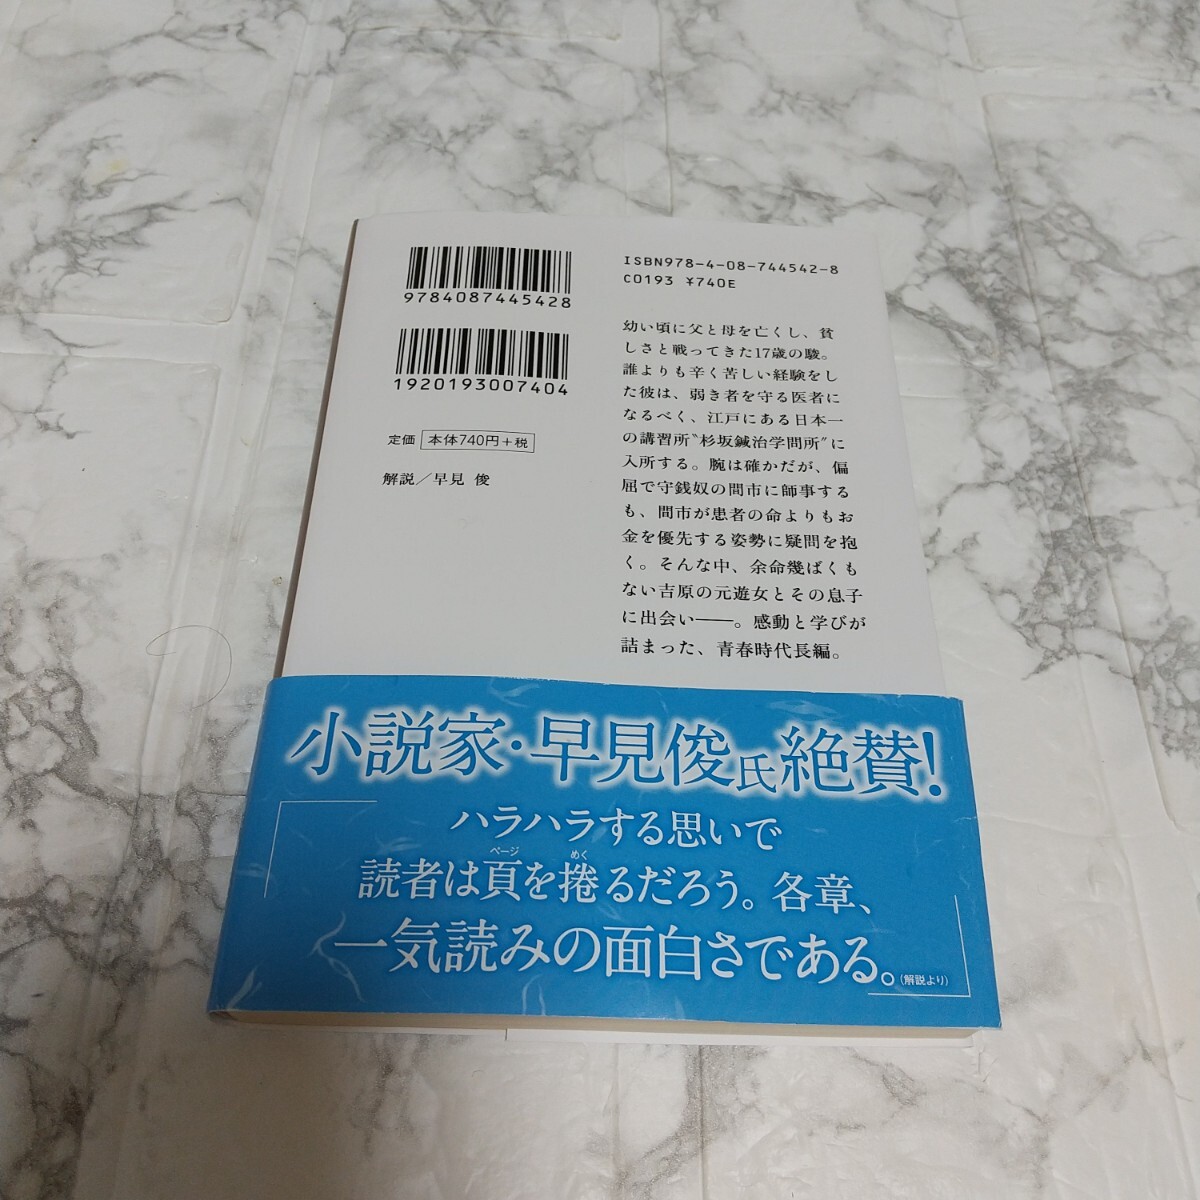 9784087445428
1920193007404
定価 本体740円+税
解説/早見 俊
ISBN978-4-08-744542-8
C0193 ¥740E
幼い頃に父と母を亡くし、貧
しさと戦ってきた17歳の駿。
誰よりも辛く苦しい経験をし
た彼は、弱き者を守る医者に
なるべく、江戸にある日本一
の講習所〝杉坂鍼治学問所〟に
入所する。腕は確かだが、偏
屈で守銭奴の間市に師事する
も、間市が患者の命よりもお
金を優先する姿勢に疑問を抱
く。そんな中、余命幾ばくも
ない吉原の元遊女とその息子
に出会い――。感動と学びが
詰まった、青春時代長編。
小説家・早見俊氏絶賛!
「ハラハラする思いで
読者は頁ページを捲めくるだろう。各章、
一気読みの面白さである。」(解説より)